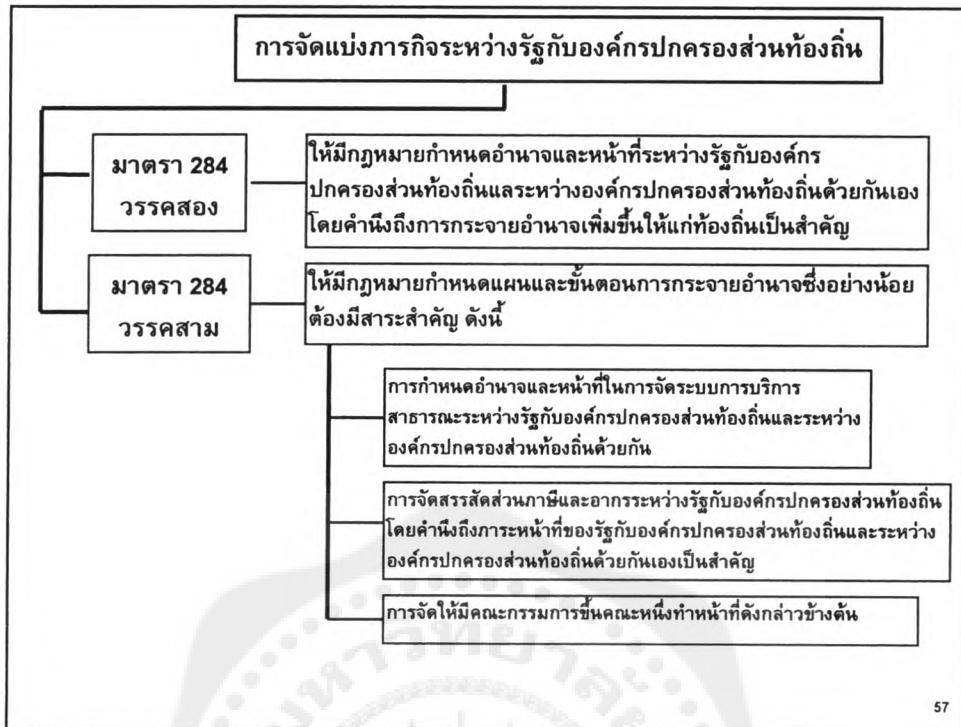 การจัดแบ่งภารกิจระหว่างรัฐกับองค์กรปกครองส่วนท้องถิ่น
มาตรา 284
วรรคสอง
ให้มีกฎหมายกำหนดอำนาจและหน้าที่ระหว่างรัฐกับองค์กร
ปกครองส่วนท้องถิ่นและระหว่างองค์กรปกครองส่วนท้องถิ่นด้วยกันเอง
โดยคำนึงถึงการกระจายอำนาจเพิ่มขึ้นให้แก่ท้องถิ่นเป็นสำคัญ
มาตรา 284
วรรคสาม
ให้มีกฎหมายกำหนดแผนและขั้นตอนการกระจายอำนาจซึ่งอย่างน้อย
ต้องมีสาระสำคัญ ดังนี้
การกำหนดอำนาจและหน้าที่ในการจัดระบบการบริการ
สาธารณะระหว่างรัฐกับองค์กรปกครองส่วนท้องถิ่นและระหว่าง
องค์กรปกครองส่วนท้องถิ่นด้วยกัน
การจัดสรรสัดส่วนภาษีและอากรระหว่างรัฐกับองค์กรปกครองส่วนท้องถิ่น
โดยคำนึงถึงภาระหน้าที่ของรัฐกับองค์กรปกครองส่วนท้องถิ่นและระหว่าง
องค์กรปกครองส่วนท้องถิ่นด้วยกันเองเป็นสำคัญ
การจัดให้มีคณะกรรมการขึ้นคณะหนึ่งทำหน้าที่ดังกล่าวข้างต้น
57